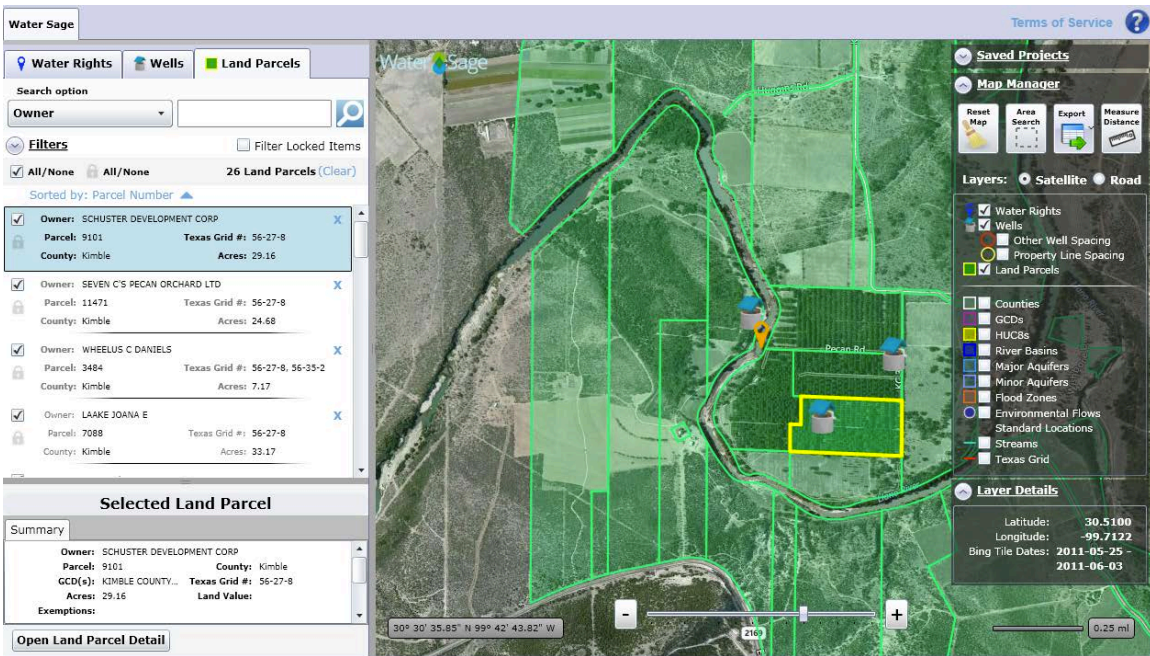 Water Sage
Terms of Service
?
Water Rights
Wells
Land Parcels
Search option
Owner
Filters
Filter Locked Items
All/None
All/None
26 Land Parcels (Clear)
Sorted by: Parcel Number
Owner: SCHUSTER DEVELOPMENT CORP
X
Parcel: 9101 Texas Grid #: 56-27-8
County: Kimble Acres: 29.16
Owner: SEVEN C'S PECAN ORCHARD LTD
X
Parcel: 11471 Texas Grid #: 56-27-8
County: Kimble Acres: 24.68
Owner: WHEELUS C DANIELS
X
Parcel: 3484 Texas Grid #: 56-27-8, 56-35-2
County: Kimble Acres: 7.17
Owner: LAAKE JOANA E
X
Parcel: 7088 Texas Grid #: 56-27-8
County: Kimble Acres: 33.17
Selected Land Parcel
Summary
Owner: SCHUSTER DEVELOPMENT CORP
Parcel: 9101 County: Kimble
GCD(s): KIMBLE COUNTY... Texas Grid #: 56-27-8
Acres: 29.16 Land Value:
Exemptions:
Open Land Parcel Detail
Water Sage
Pecan Rd
2169
30º 30' 35.85" N 99º 42' 43.82" W
-
+
0.25 ml
Saved Projects
Map Manager
Reset Map
Area Search
Export
Measure Distance
Layers: Satellite Road
Water Rights
Wells
Other Well Spacing
Property Line Spacing
Land Parcels
Counties
GCDs
HUC8s
River Basins
Major Aquifers
Minor Aquifers
Flood Zones
Environmental Flows
Standard Locations
Streams
Texas Grid
Layer Details
Latitude: 30.5100
Longitude: -99.7122
Bing Tile Dates: 2011-05-25 -
2011-06-03